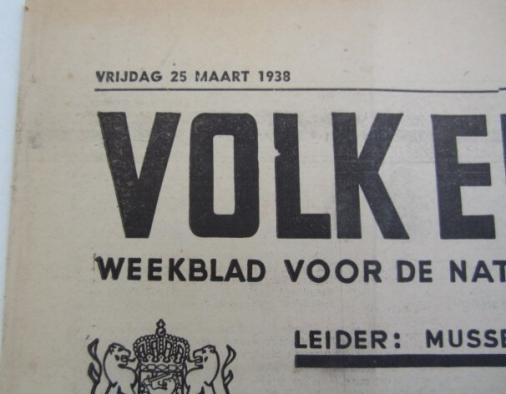 VRIJDAG 25 MAART 1938
VOLK E
WEEKBLAD VOOR DE NAT
LEIDER: MUSSE